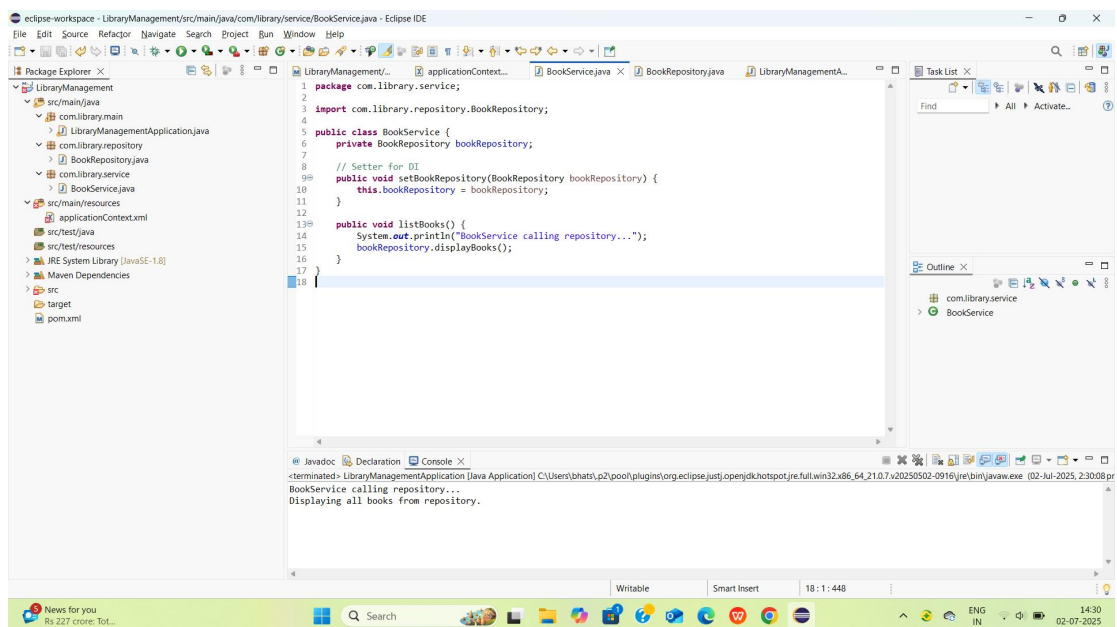 eclipse-workspace - LibraryManagement/src/main/java/com/library/service/BookService.java - Eclipse IDE
File Edit Source Refactor Navigate Search Project Run Window Help
Package Explorer
LibraryManagement
src/main/java
com.library.main
LibraryManagementApplication.java
com.library.repository
BookRepository.java
com.library.service
BookService.java
src/main/resources
applicationContext.xml
src/test/java
src/test/resources
JRE System Library [JavaSE-1.8]
Maven Dependencies
src
target
pom.xml
LibraryManagement/... applicationContext.... BookService.java BookRepository.java LibraryManagementA...
1 package com.library.service;
2
3 import com.library.repository.BookRepository;
4
5 public class BookService {
6 private BookRepository bookRepository;
7
8 // Setter for DI
9 public void setBookRepository(BookRepository bookRepository) {
10 this.bookRepository = bookRepository;
11 }
12
13 public void listBooks() {
14 System.out.println("BookService calling repository...");
15 bookRepository.displayBooks();
16 }
17 }
18
Task List
Find All Activate...
Outline
com.library.service
BookService
Javadoc Declaration Console
<terminated> LibraryManagementApplication [Java Application] C:\Users\bhats\.p2\pool\plugins\org.eclipse.justj.openjdk.hotspot.jre.full.win32.x86_64_21.0.7.v20250502-0916\jre\bin\javaw.exe (02-Jul-2025, 2:30:08 pr
BookService calling repository...
Displaying all books from repository.
Writable Smart Insert 18 : 1 : 448
5
News for you
Rs 227 crore: Tot...
Search
ENG
IN
14:30
02-07-2025